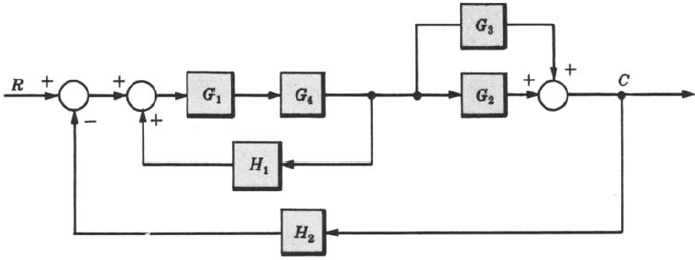 G₃
R + + G₁ G₄ G₂ + + C
− +
H₁
H₂